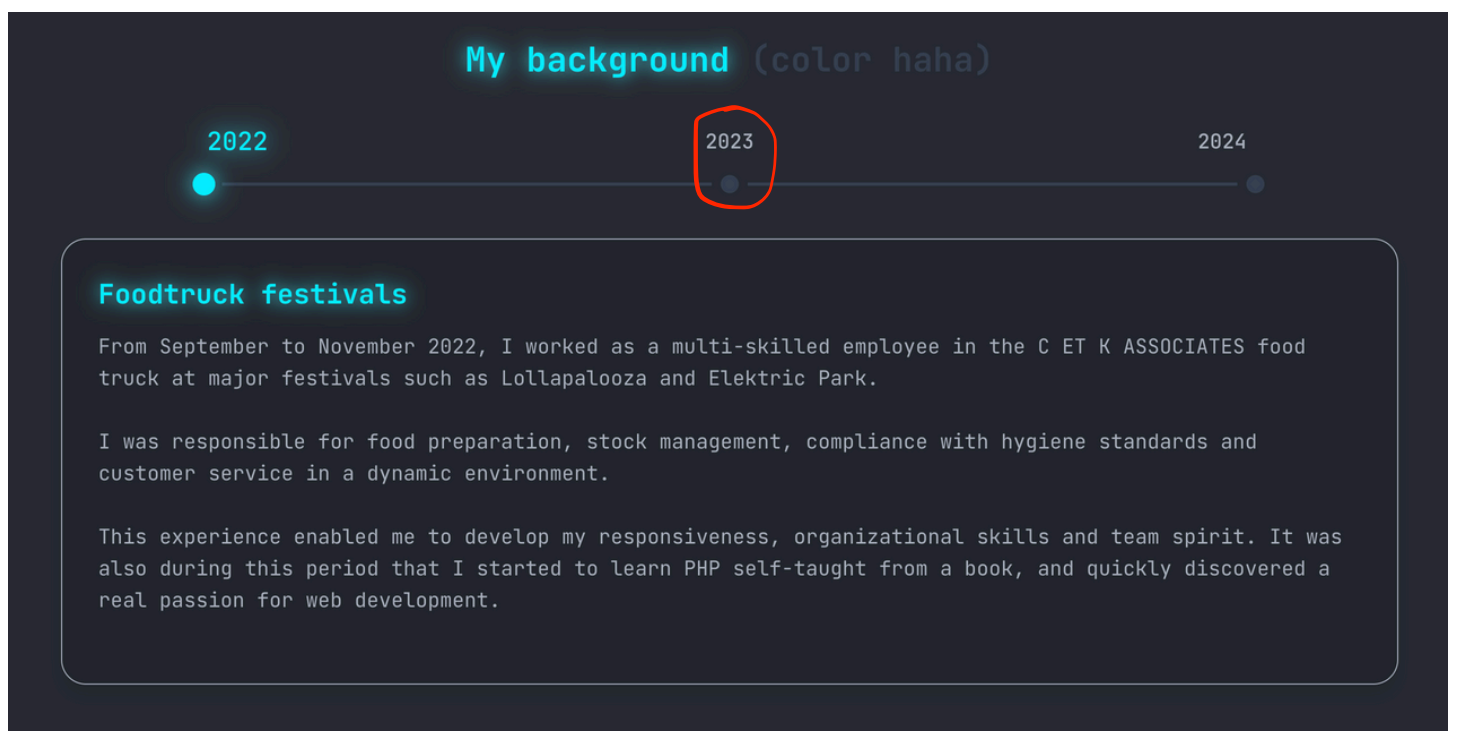 My background (color haha)
2022 2023 2024
Foodtruck festivals
From September to November 2022, I worked as a multi-skilled employee in the C ET K ASSOCIATES food
truck at major festivals such as Lollapalooza and Elektric Park.
I was responsible for food preparation, stock management, compliance with hygiene standards and
customer service in a dynamic environment.
This experience enabled me to develop my responsiveness, organizational skills and team spirit. It was
also during this period that I started to learn PHP self-taught from a book, and quickly discovered a
real passion for web development.